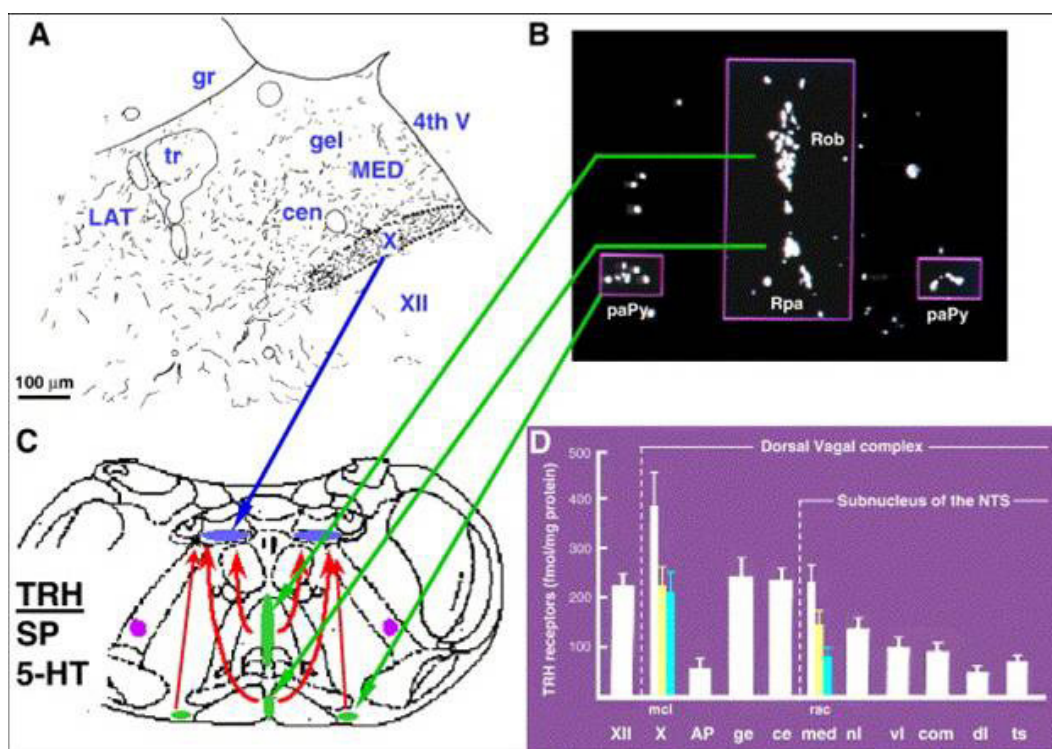 A
gr
4th V
gel
tr
MED
LAT
cen
X
XII
100 µm
B
Rob
Rpa
paPy
paPy
C
TRH
SP
5-HT
D
Dorsal Vagal complex
Subnucleus of the NTS
TRH receptors (fmol/mg protein)
500
400
300
200
100
mcl
rac
XII X AP ge ce med nl vl com dl ts